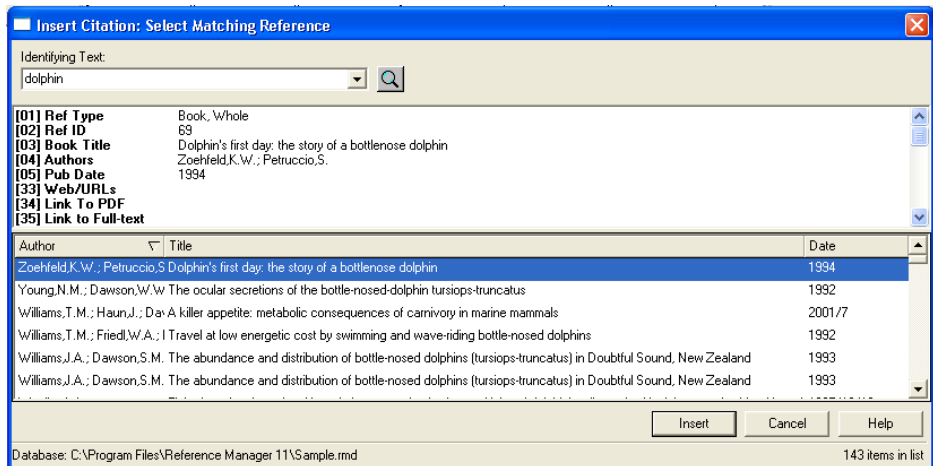 Insert Citation: Select Matching Reference
Identifying Text:
dolphin
[01] Ref Type Book, Whole
[02] Ref ID 69
[03] Book Title Dolphin's first day: the story of a bottlenose dolphin
[04] Authors Zoehfeld,K.W.; Petruccio,S.
[05] Pub Date 1994
[33] Web/URLs
[34] Link To PDF
[35] Link to Full-text
Author Title Date
Zoehfeld,K.W.; Petruccio,S Dolphin's first day: the story of a bottlenose dolphin 1994
Young,N.M.; Dawson,W.W The ocular secretions of the bottle-nosed-dolphin tursiops-truncatus 1992
Williams,T.M.; Haun,J.; Da A killer appetite: metabolic consequences of carnivory in marine mammals 2001/7
Williams,T.M.; Friedl,W.A.; Travel at low energetic cost by swimming and wave-riding bottle-nosed dolphins 1992
Williams,J.A.; Dawson,S.M. The abundance and distribution of bottle-nosed dolphins (tursiops-truncatus) in Doubtful Sound, New Zealand 1993
Williams,J.A.; Dawson,S.M. The abundance and distribution of bottle-nosed dolphins (tursiops-truncatus) in Doubtful Sound, New Zealand 1993
Insert Cancel Help
Database: C:\Program Files\Reference Manager 11\Sample.rmd 143 items in list